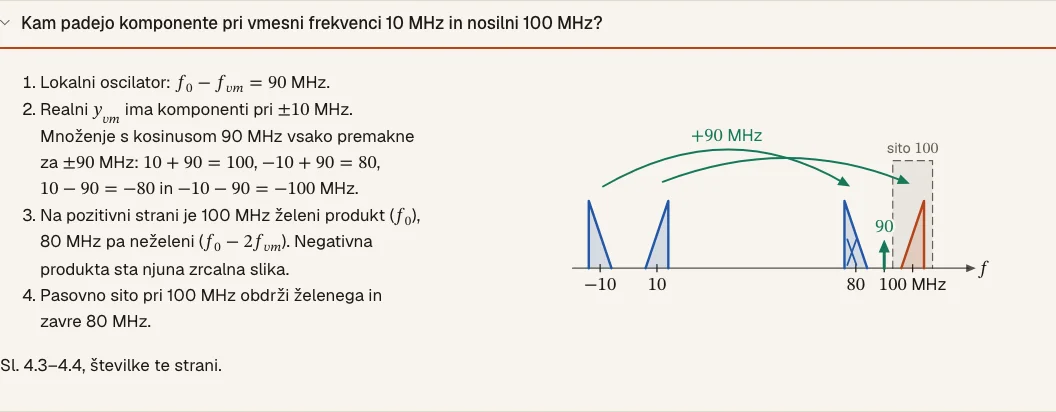 Kam padejo komponente pri vmesni frekvenci 10 MHz in nosilni 100 MHz?
1. Lokalni oscilator: f₀ − fᵥₘ = 90 MHz.
2. Realni yᵥₘ ima komponenti pri ±10 MHz.
Množenje s kosinusom 90 MHz vsako premakne
za ±90 MHz: 10 + 90 = 100, −10 + 90 = 80,
10 − 90 = −80 in −10 − 90 = −100 MHz.
3. Na pozitivni strani je 100 MHz želeni produkt (f₀),
80 MHz pa neželeni (f₀ − 2fᵥₘ). Negativna
produkta sta njuna zrcalna slika.
4. Pasovno sito pri 100 MHz obdrži želenega in
zavre 80 MHz.
Sl. 4.3–4.4, številke te strani.
+90 MHz
sito 100
90
f
−10 10 80 100 MHz